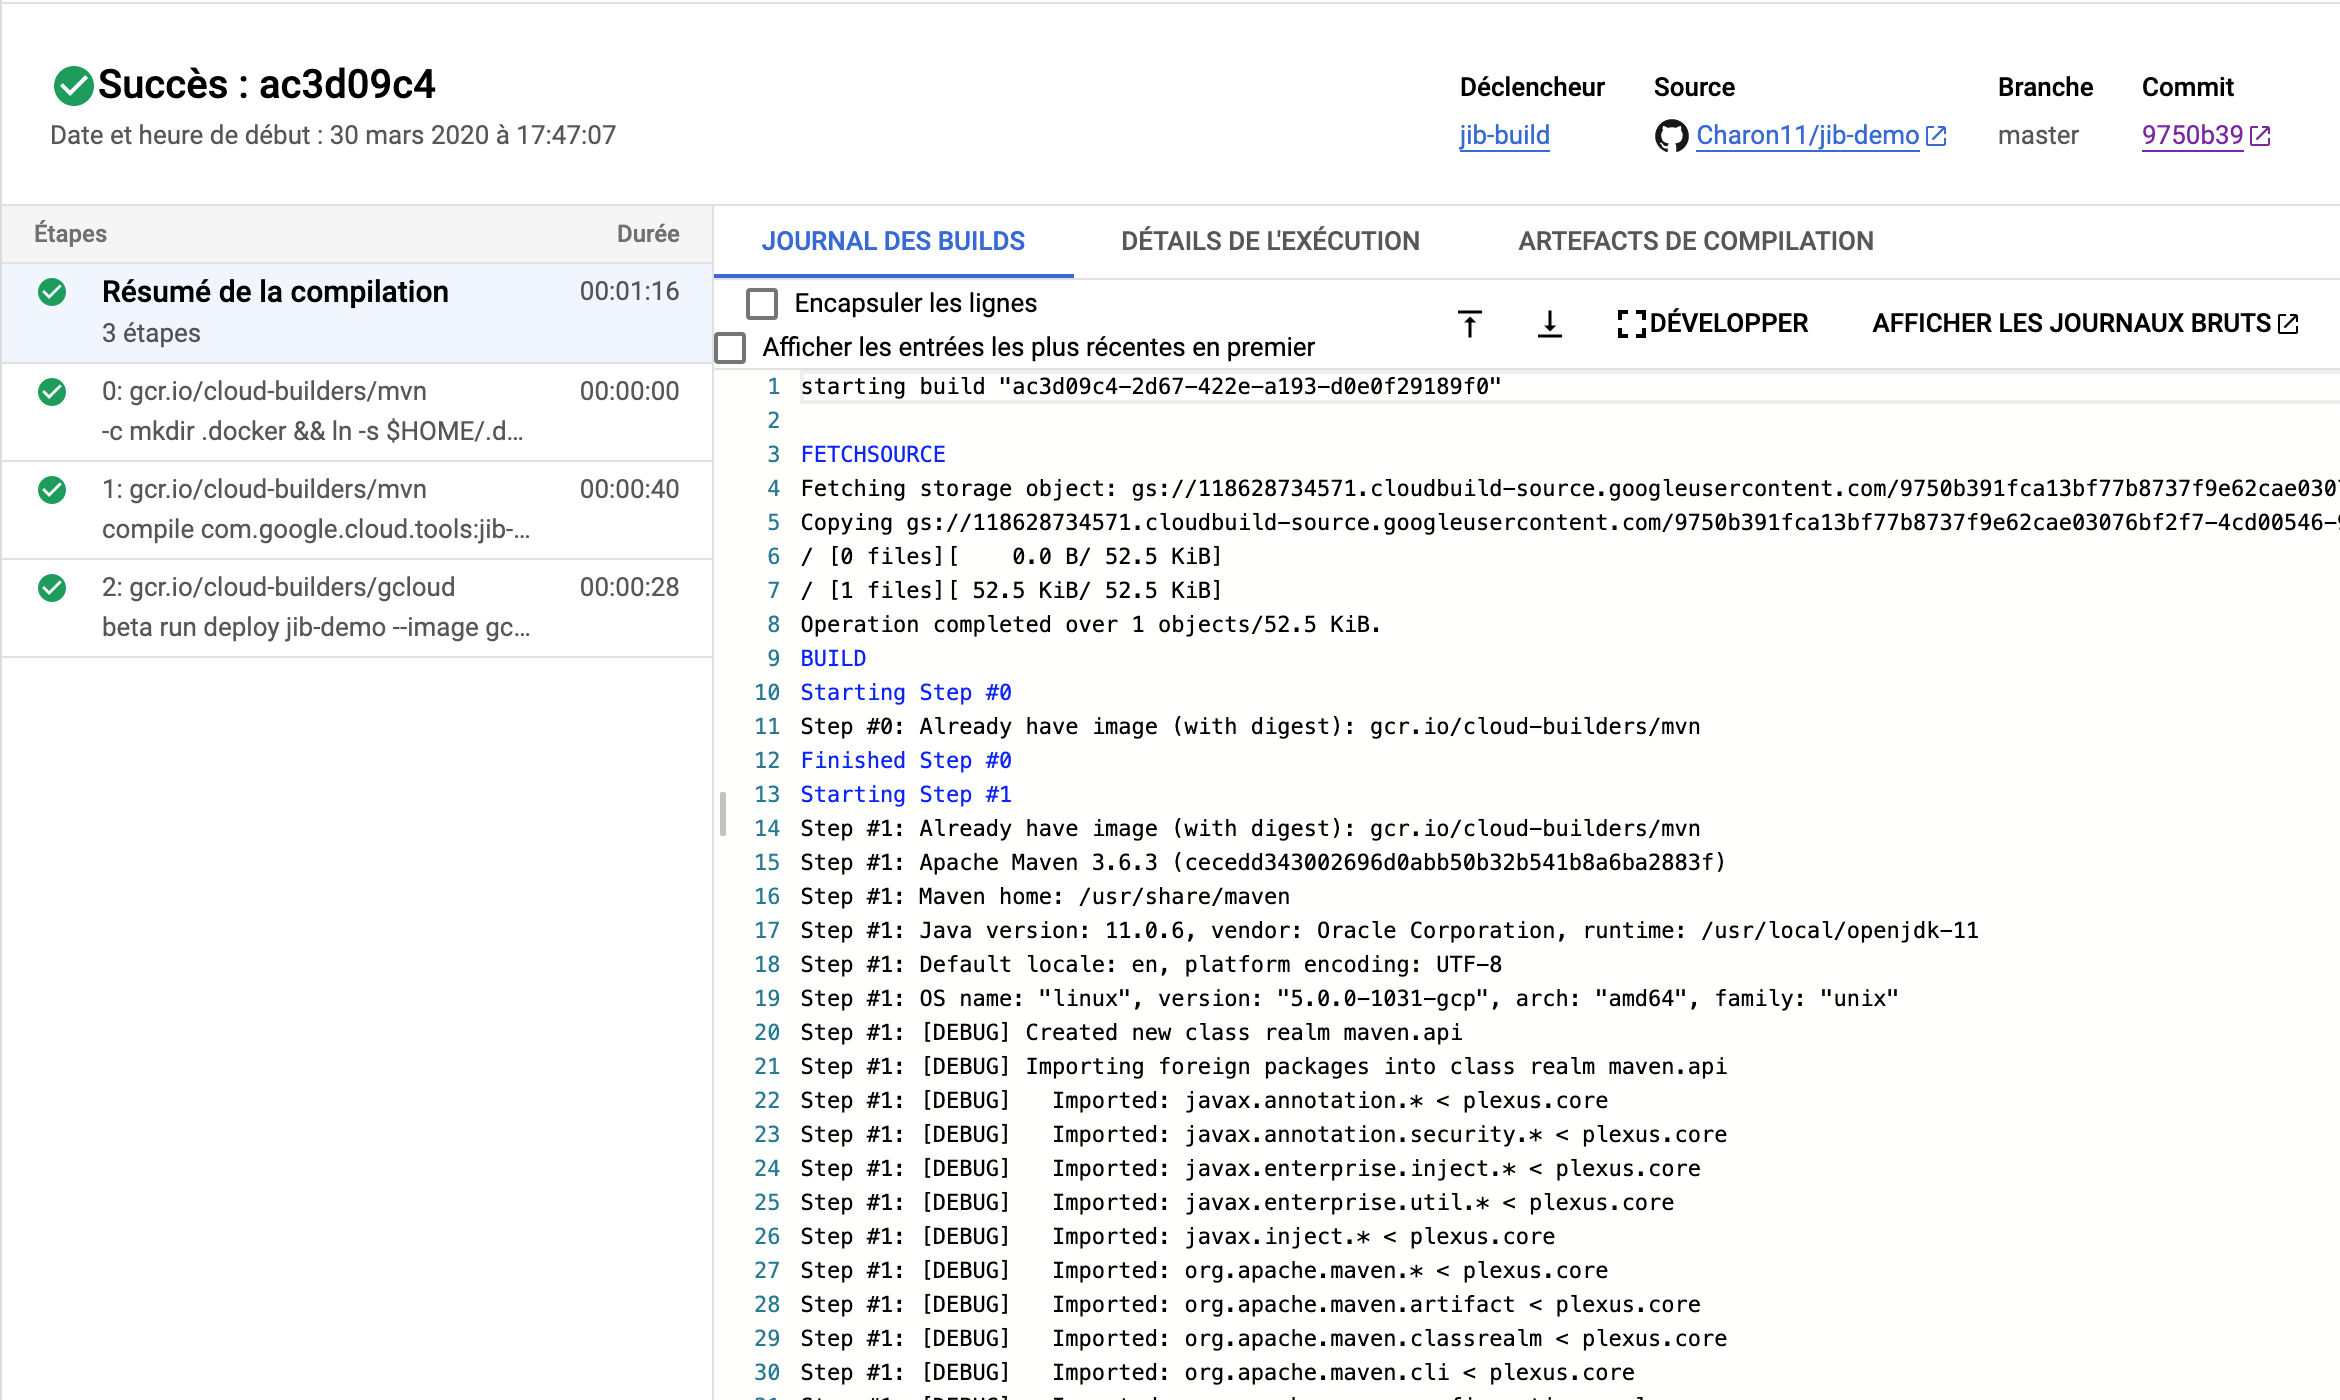 Succès : ac3d09c4
Date et heure de début : 30 mars 2020 à 17:47:07
Déclencheur
jib-build
Source
Charon11/jib-demo
Branche
master
Commit
9750b39
Étapes Durée
Résumé de la compilation 00:01:16
3 étapes
0: gcr.io/cloud-builders/mvn 00:00:00
-c mkdir .docker && ln -s $HOME/.d...
1: gcr.io/cloud-builders/mvn 00:00:40
compile com.google.cloud.tools:jib-...
2: gcr.io/cloud-builders/gcloud 00:00:28
beta run deploy jib-demo --image gc...
JOURNAL DES BUILDS DÉTAILS DE L'EXÉCUTION ARTEFACTS DE COMPILATION
Encapsuler les lignes
Afficher les entrées les plus récentes en premier
DÉVELOPPER AFFICHER LES JOURNAUX BRUTS
1 starting build "ac3d09c4-2d67-422e-a193-d0e0f29189f0"
2
3 FETCHSOURCE
4 Fetching storage object: gs://118628734571.cloudbuild-source.googleusercontent.com/9750b391fca13bf77b8737f9e62cae030
5 Copying gs://118628734571.cloudbuild-source.googleusercontent.com/9750b391fca13bf77b8737f9e62cae03076bf2f7-4cd00546-
6 / [0 files][    0.0 B/ 52.5 KiB]
7 / [1 files][ 52.5 KiB/ 52.5 KiB]
8 Operation completed over 1 objects/52.5 KiB.
9 BUILD
10 Starting Step #0
11 Step #0: Already have image (with digest): gcr.io/cloud-builders/mvn
12 Finished Step #0
13 Starting Step #1
14 Step #1: Already have image (with digest): gcr.io/cloud-builders/mvn
15 Step #1: Apache Maven 3.6.3 (cecedd343002696d0abb50b32b541b8a6ba2883f)
16 Step #1: Maven home: /usr/share/maven
17 Step #1: Java version: 11.0.6, vendor: Oracle Corporation, runtime: /usr/local/openjdk-11
18 Step #1: Default locale: en, platform encoding: UTF-8
19 Step #1: OS name: "linux", version: "5.0.0-1031-gcp", arch: "amd64", family: "unix"
20 Step #1: [DEBUG] Created new class realm maven.api
21 Step #1: [DEBUG] Importing foreign packages into class realm maven.api
22 Step #1: [DEBUG]   Imported: javax.annotation.* < plexus.core
23 Step #1: [DEBUG]   Imported: javax.annotation.security.* < plexus.core
24 Step #1: [DEBUG]   Imported: javax.enterprise.inject.* < plexus.core
25 Step #1: [DEBUG]   Imported: javax.enterprise.util.* < plexus.core
26 Step #1: [DEBUG]   Imported: javax.inject.* < plexus.core
27 Step #1: [DEBUG]   Imported: org.apache.maven.* < plexus.core
28 Step #1: [DEBUG]   Imported: org.apache.maven.artifact < plexus.core
29 Step #1: [DEBUG]   Imported: org.apache.maven.classrealm < plexus.core
30 Step #1: [DEBUG]   Imported: org.apache.maven.cli < plexus.core